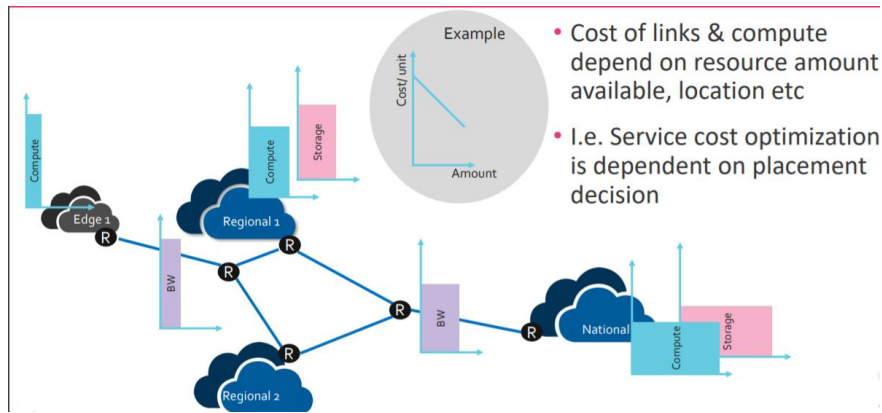 Example
Cost/ unit
Amount
• Cost of links & compute
depend on resource amount
available, location etc
• I.e. Service cost optimization
is dependent on placement
decision
Compute
Edge 1
R
BW
R
Regional 1
Compute
Storage
R
Regional 2
R
R
BW
R
National
Compute
Storage